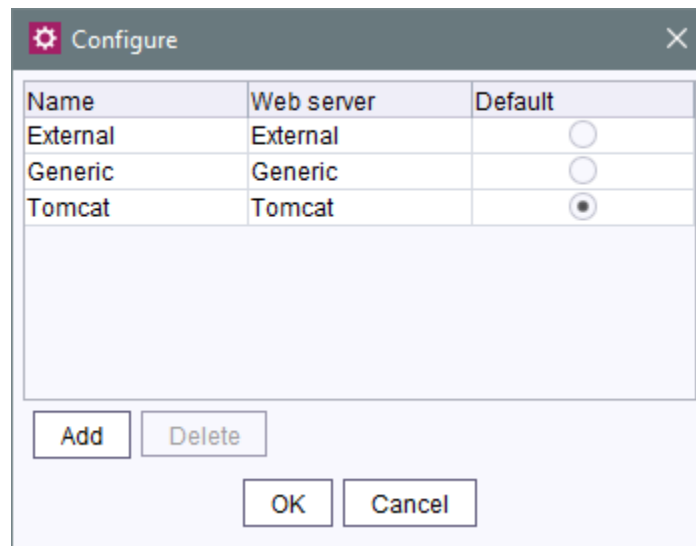 Configure
Name Web server Default
External External
Generic Generic
Tomcat Tomcat
Add Delete
OK Cancel